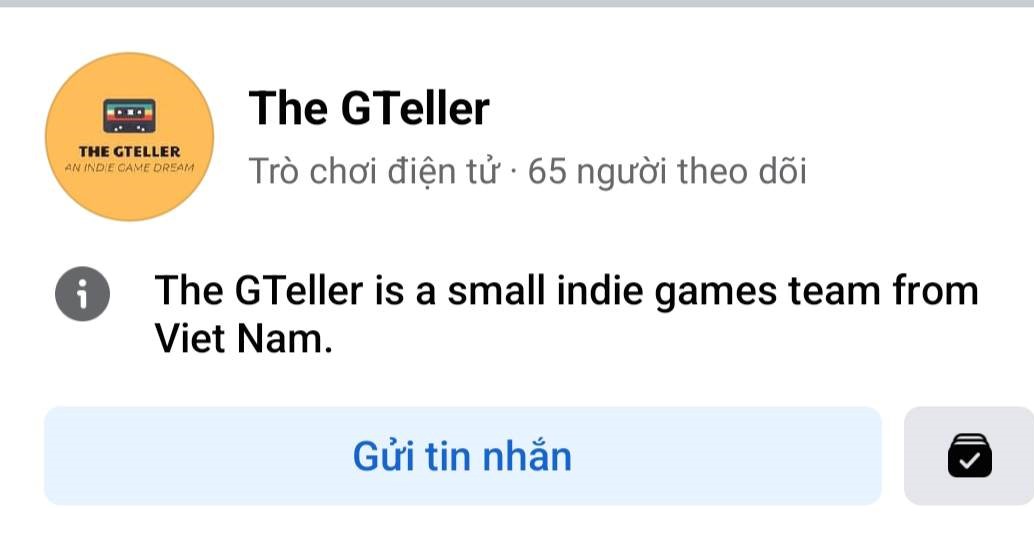 THE GTELLER
AN INDIE GAME DREAM
The GTeller
Trò chơi điện tử · 65 người theo dõi
The GTeller is a small indie games team from
Viet Nam.
Gửi tin nhắn